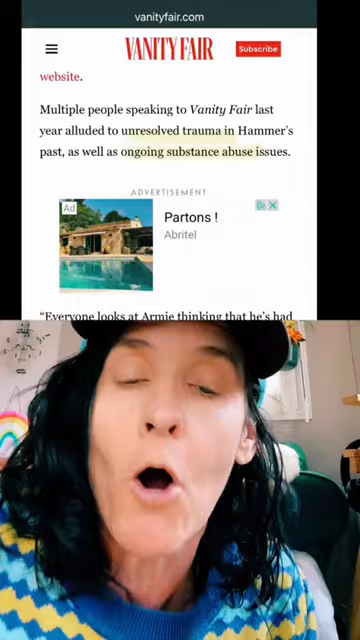 vanityfair.com
VANITY FAIR
Subscribe
website.
Multiple people speaking to Vanity Fair last
year alluded to unresolved trauma in Hammer's
past, as well as ongoing substance abuse issues.
ADVERTISEMENT
Ad
Partons !
Abritel
“Everyone looks at Armie thinking that he's had